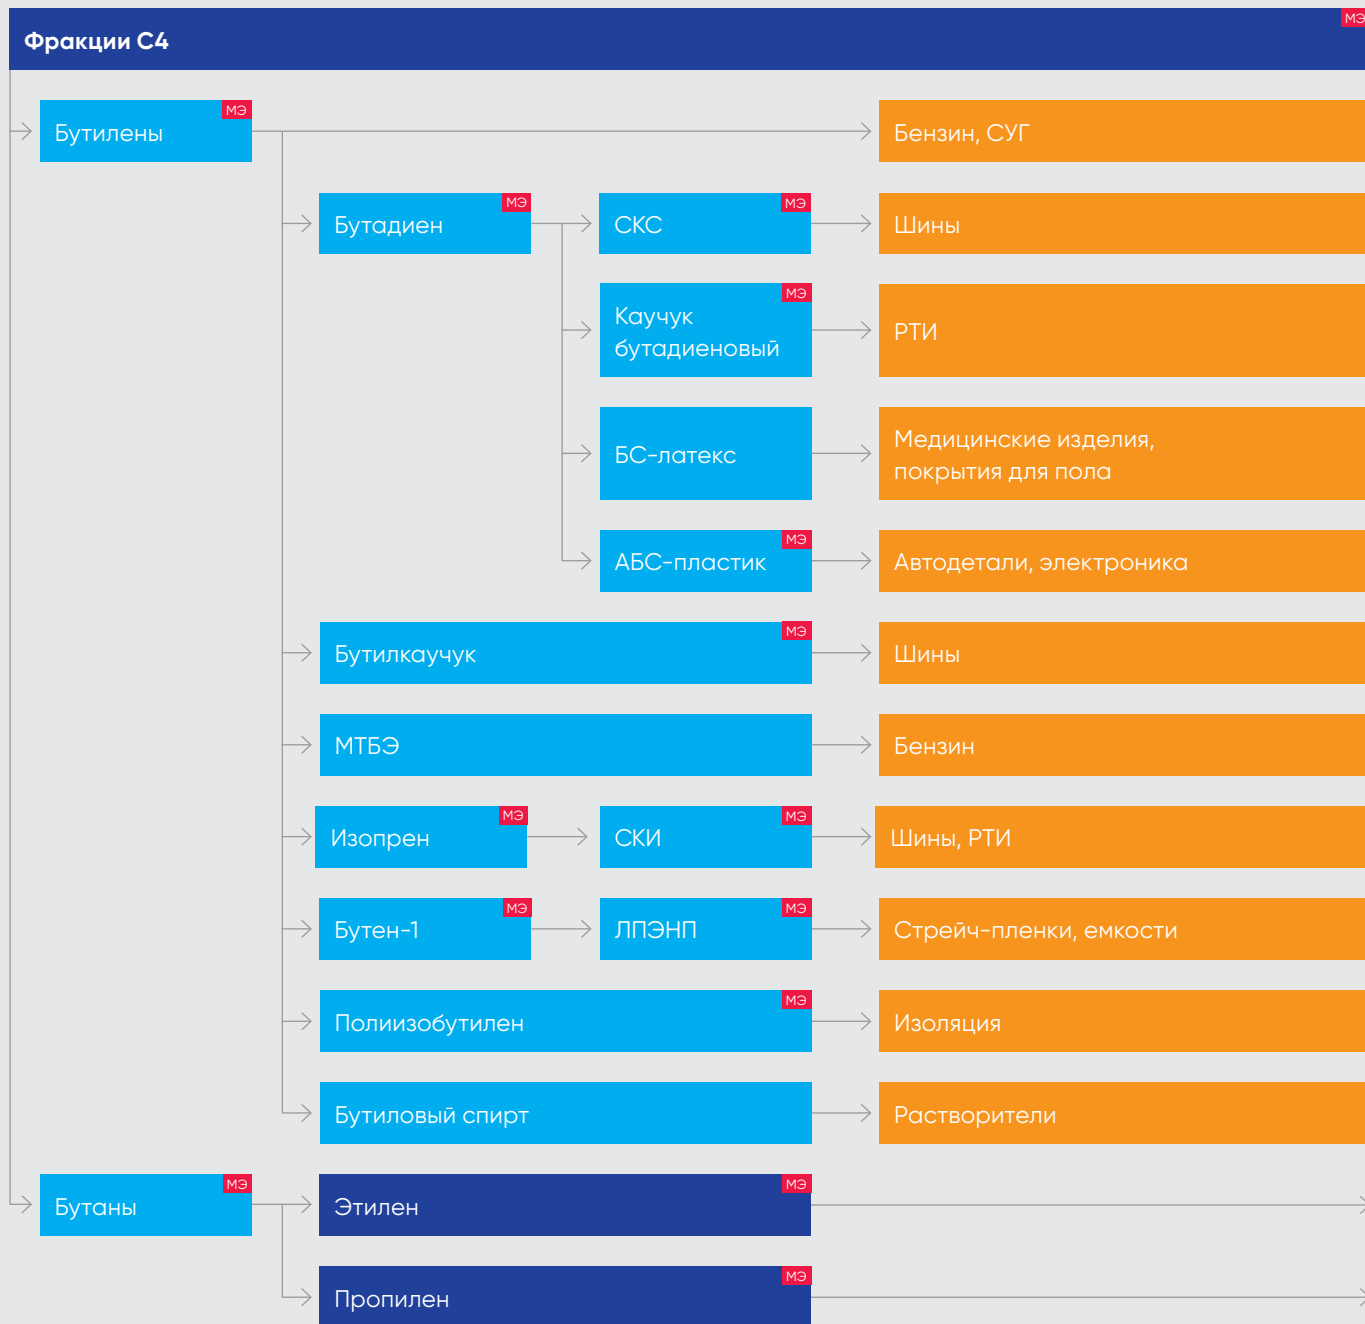 МЭ
Фракции С4
МЭ
Бутилены
Бензин, СУГ
МЭ
Бутадиен
МЭ
СКС
Шины
МЭ
Каучук
бутадиеновый
РТИ
БС-латекс
Медицинские изделия,
покрытия для пола
МЭ
АБС-пластик
Автодетали, электроника
МЭ
Бутилкаучук
Шины
МТБЭ
Бензин
МЭ
Изопрен
МЭ
СКИ
Шины, РТИ
МЭ
Бутен-1
МЭ
ЛПЭНП
Стрейч-пленки, емкости
МЭ
Полиизобутилен
Изоляция
Бутиловый спирт
Растворители
МЭ
Бутаны
МЭ
Этилен
МЭ
Пропилен